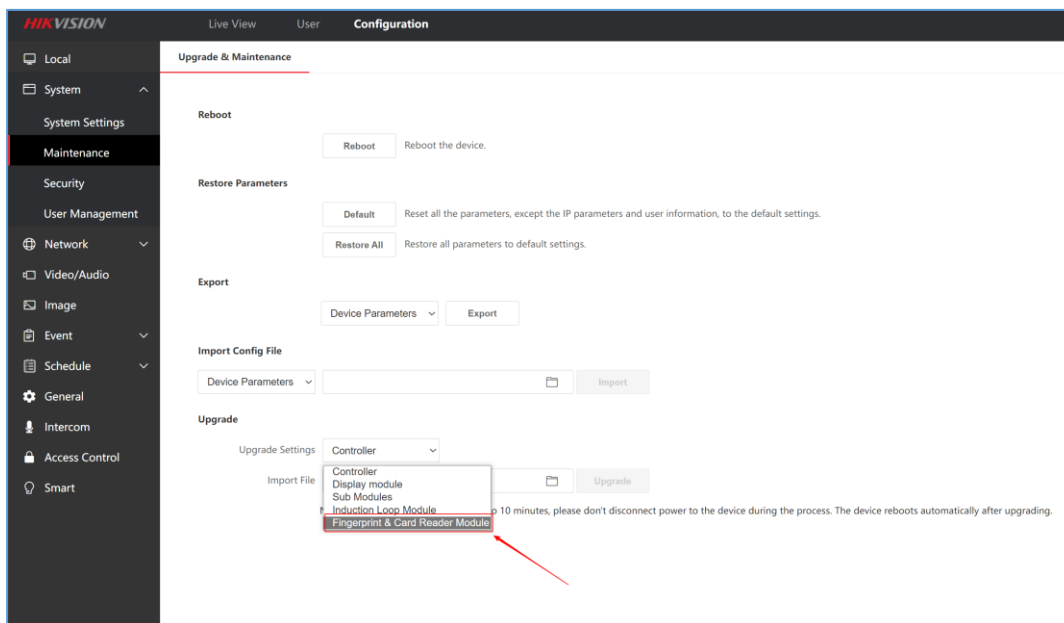 HIKVISION
Live View User Configuration
Local
System
System Settings
Maintenance
Security
User Management
Network
Video/Audio
Image
Event
Schedule
General
Intercom
Access Control
Smart
Upgrade & Maintenance
Reboot
Reboot Reboot the device.
Restore Parameters
Default Reset all the parameters, except the IP parameters and user information, to the default settings.
Restore All Restore all parameters to default settings.
Export
Device Parameters Export
Import Config File
Device Parameters Import
Upgrade
Upgrade Settings Controller
Import File Upgrade
Controller
Display module
Sub Modules
Induction Loop Module
Fingerprint & Card Reader Module
10 minutes, please don't disconnect power to the device during the process. The device reboots automatically after upgrading.